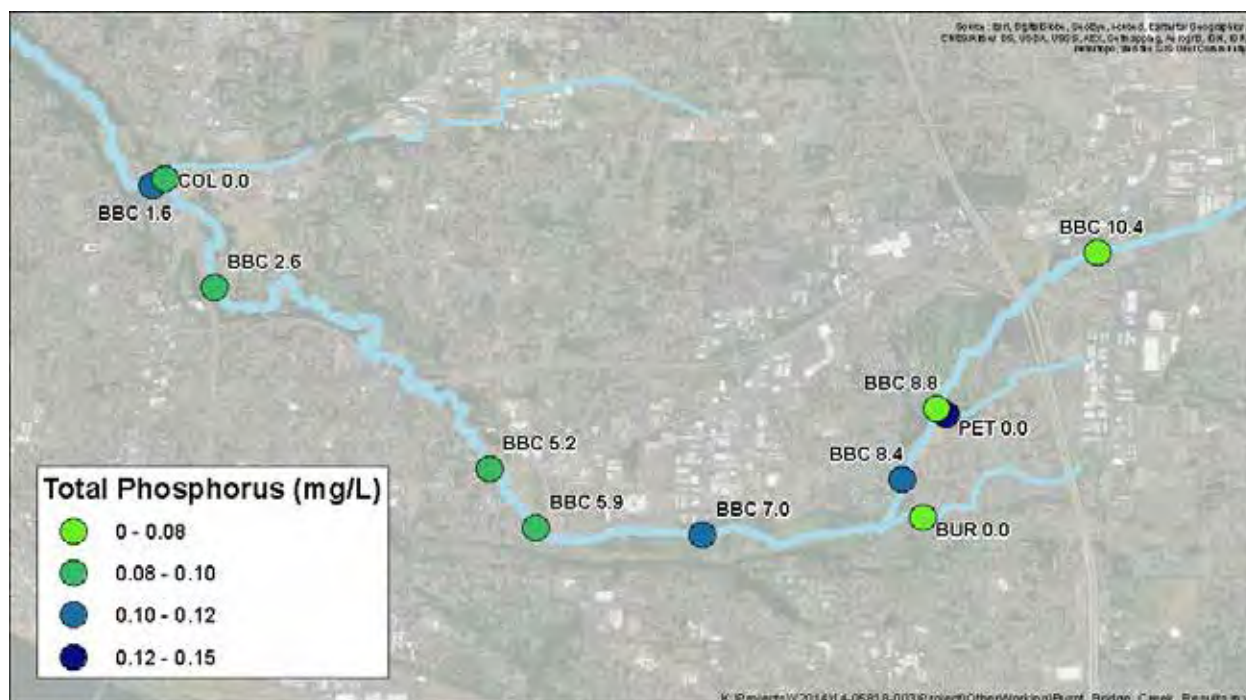 COL 0.0
BBC 1.6
BBC 2.6
BBC 10.4
BBC 8.8
PET 0.0
BBC 8.4
BUR 0.0
BBC 7.0
BBC 5.2
BBC 5.9
Total Phosphorus (mg/L)
0 - 0.08
0.08 - 0.10
0.10 - 0.12
0.12 - 0.15